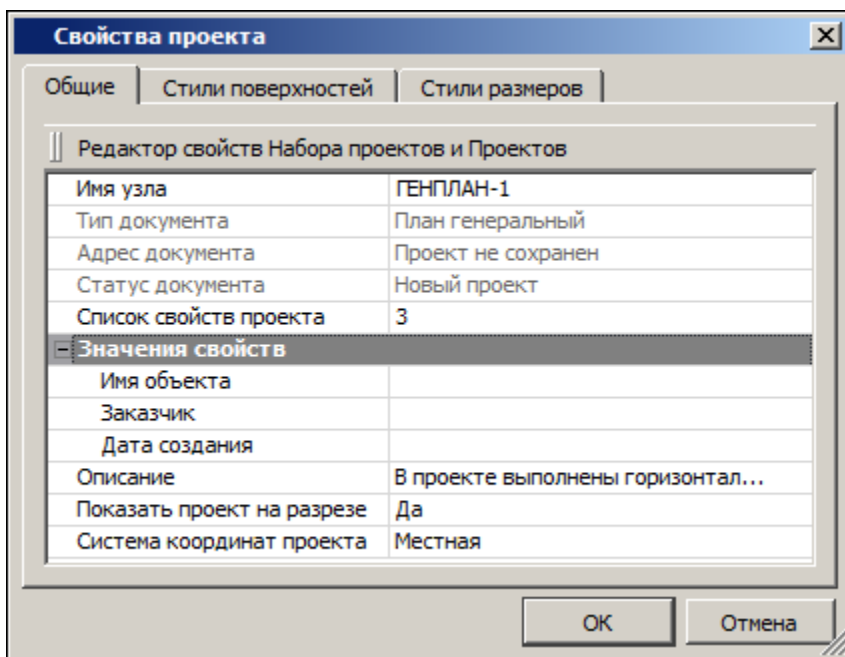 Свойства проекта
Общие Стили поверхностей Стили размеров
Редактор свойств Набора проектов и Проектов
Имя узла ГЕНПЛАН-1
Тип документа План генеральный
Адрес документа Проект не сохранен
Статус документа Новый проект
Список свойств проекта 3
Значения свойств
Имя объекта
Заказчик
Дата создания
Описание В проекте выполнены горизонтал...
Показать проект на разрезе Да
Система координат проекта Местная
ОК Отмена